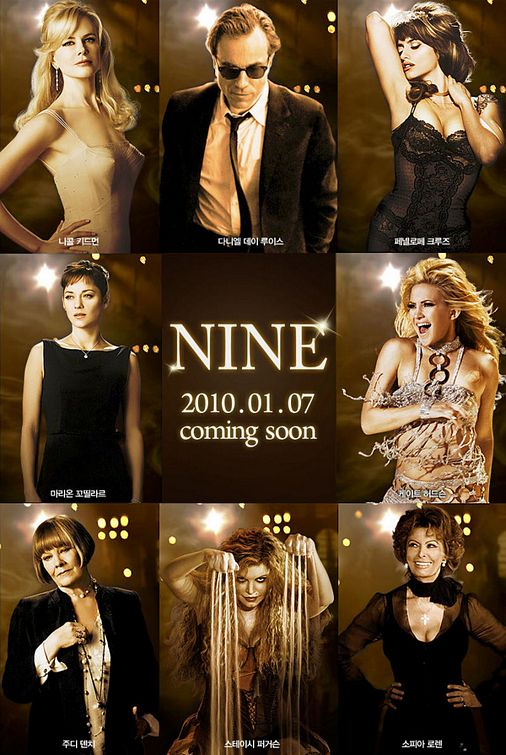 니콜 키드먼
다니엘 데이 루이스
페넬로페 크루즈
마리온 꼬띨라르
NINE
2010.01.07
coming soon
케이트 허드슨
주디 덴치
스테이시 퍼거슨
소피아 로렌